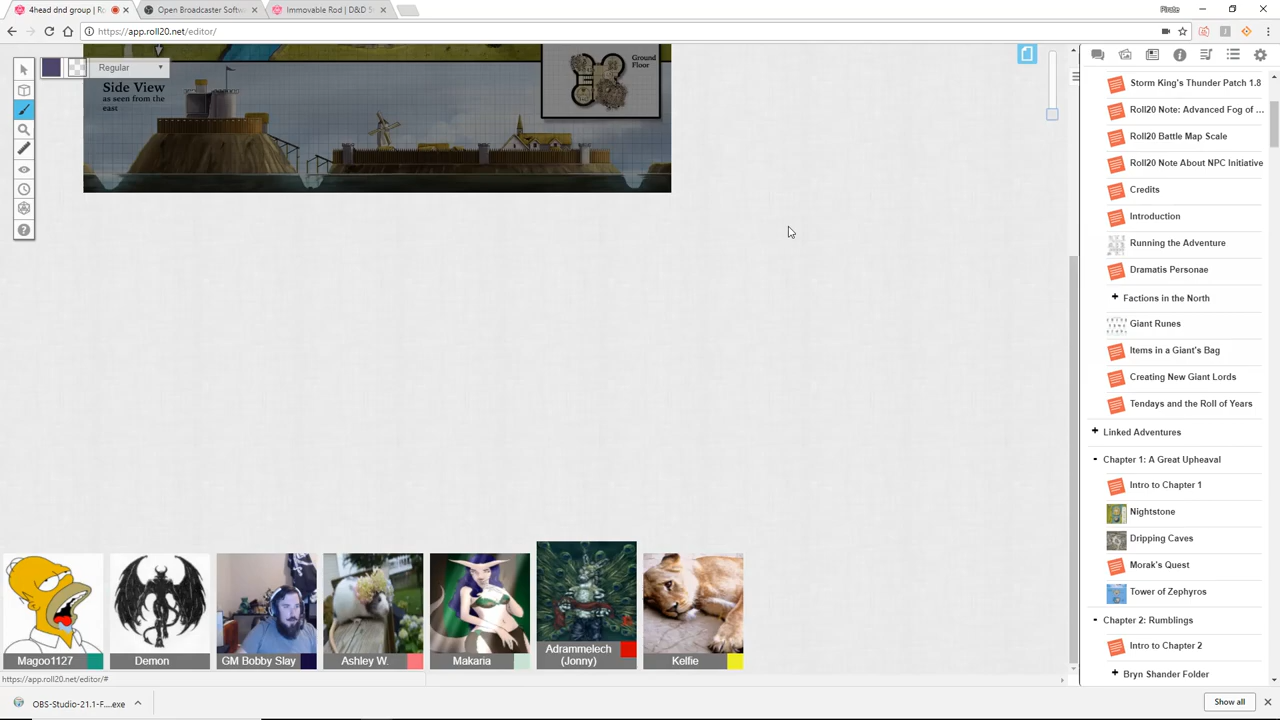 4head dnd group | Ro
Open Broadcaster Softw
Immovable Rod | D&D 5
Pirate
https://app.roll20.net/editor/
Regular
Side View
as seen from the
east
Ground
Floor
Storm King's Thunder Patch 1.8
Roll20 Note: Advanced Fog of ...
Roll20 Battle Map Scale
Roll20 Note About NPC Initiative
Credits
Introduction
Running the Adventure
Dramatis Personae
Factions in the North
Giant Runes
Items in a Giant's Bag
Creating New Giant Lords
Tendays and the Roll of Years
Linked Adventures
Chapter 1: A Great Upheaval
Intro to Chapter 1
Nightstone
Dripping Caves
Morak's Quest
Tower of Zephyros
Chapter 2: Rumblings
Intro to Chapter 2
Bryn Shander Folder
Magoo1127
Demon
GM Bobby Slay
Ashley W.
Makaria
Adrammelech
(Jonny)
Kelfie
https://app.roll20.net/editor/#
OBS-Studio-21.1-F....exe
Show all